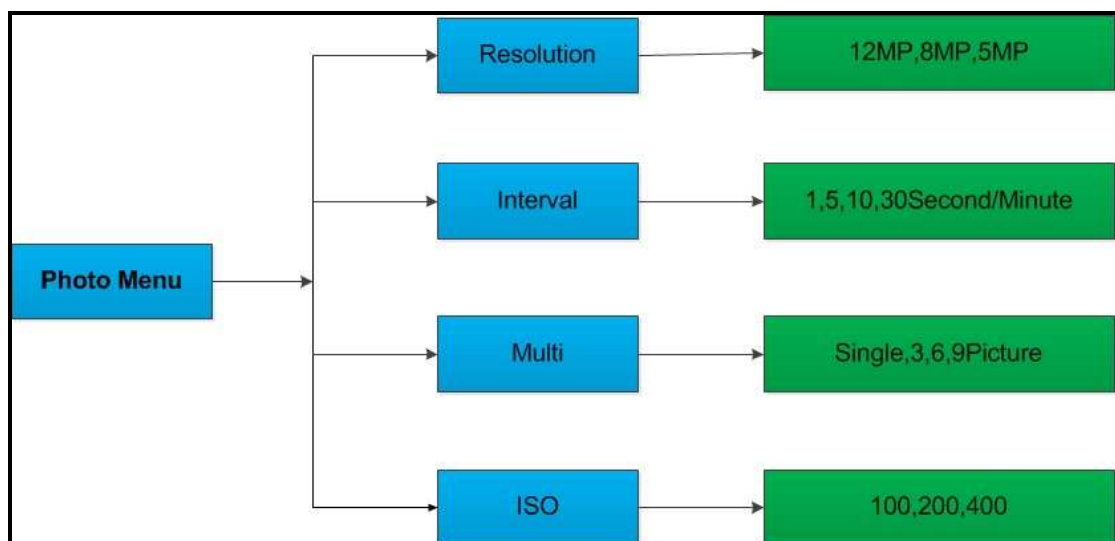 Resolution
12MP,8MP,5MP
Interval
1,5,10,30Second/Minute
Photo Menu
Multi
Single,3,6,9Picture
ISO
100,200,400